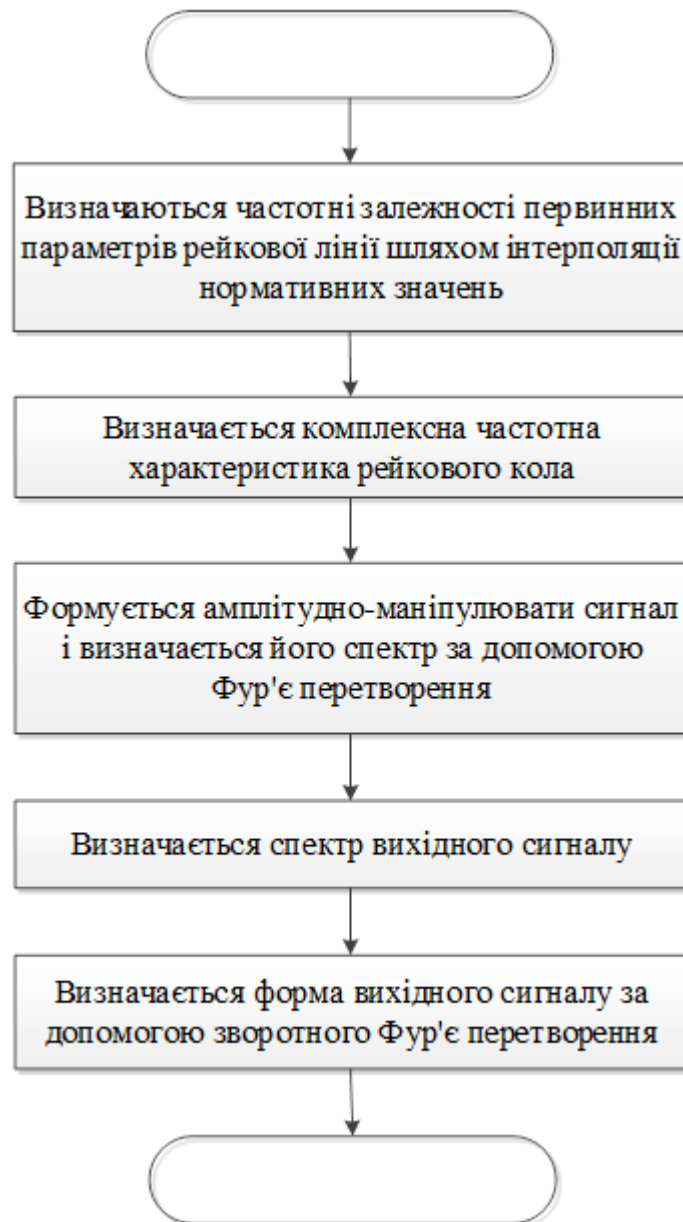 Визначаються частотні залежності первинних
параметрів рейкової лінії шляхом інтерполяції
нормативних значень
Визначається комплексна частотна
характеристика рейкового кола
Формується амплітудно-маніпулювати сигнал
і визначається його спектр за допомогою
Фур'є перетворення
Визначається спектр вихідного сигналу
Визначається форма вихідного сигналу за
допомогою зворотного Фур'є перетворення